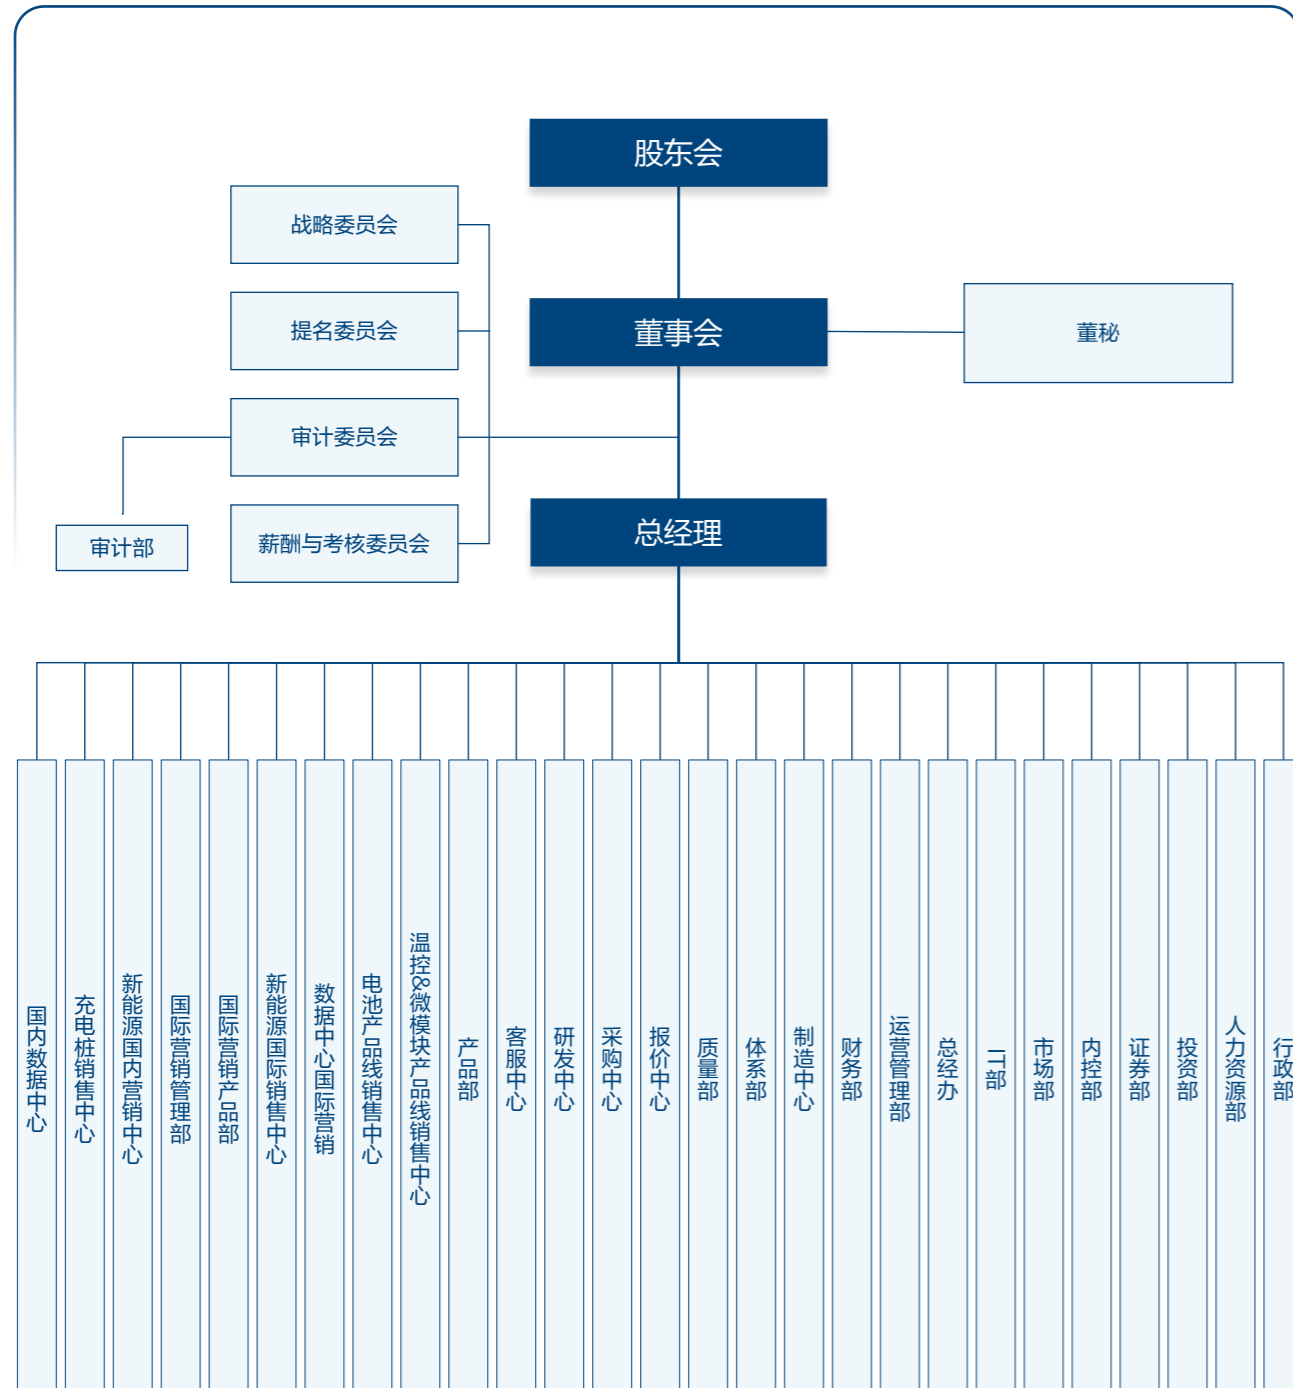 股东会
战略委员会
提名委员会
董事会
董秘
审计委员会
总经理
薪酬与考核委员会
审计部
国内数据中心
充电桩销售中心
新能源国内营销中心
国际营销管理部
国际营销产品部
新能源国际销售中心
数据中心国际营销
电池产品线销售中心
温控&微模块产品线销售中心
产品部
客服中心
研发中心
采购中心
报价中心
质量部
体系部
制造中心
财务部
运营管理部
总经办
IT部
市场部
内控部
证券部
投资部
人力资源部
行政部